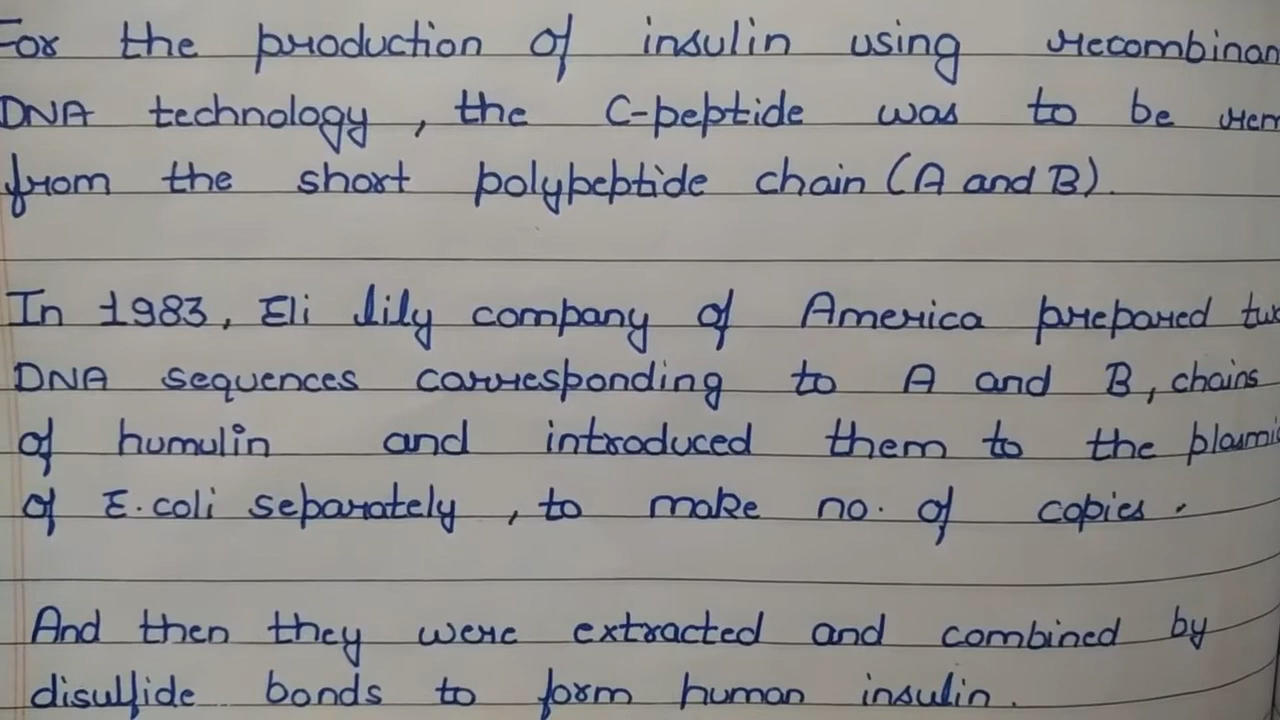 For the production of insulin using recombinan
DNA technology, the C-peptide was to be rem
from the short polypeptide chain (A and B).
In 1983, Eli lily company of America prepared tw
DNA sequences corresponding to A and B, chains
of humulin and introduced them to the plasmi
of E.coli separately, to make no. of copies.
And then they were extracted and combined by
disulfide bonds to form human insulin.